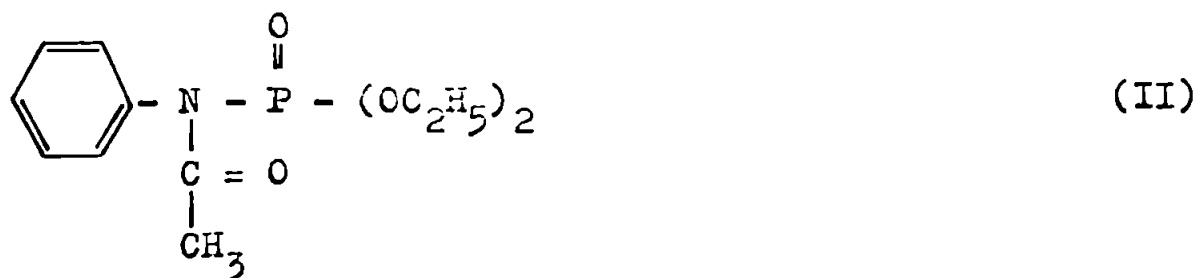 O
N - P - (OC2H5)2 (II)
C = O
CH3